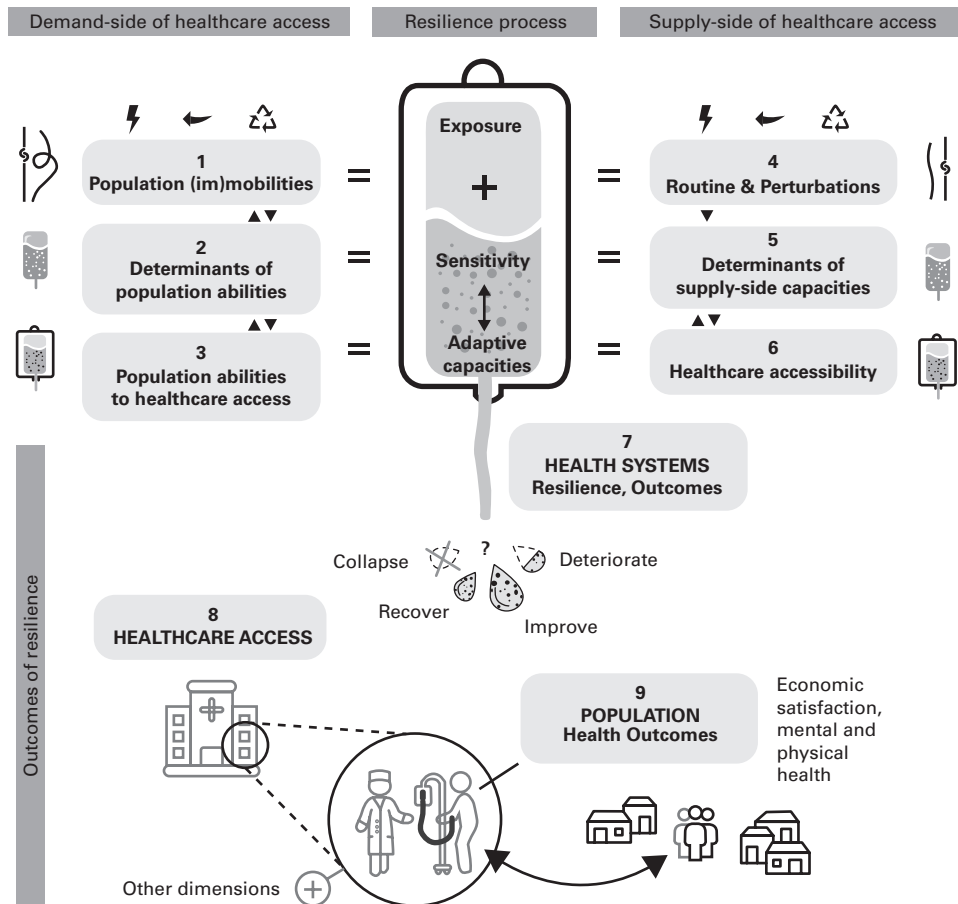 Demand-side of healthcare access
Resilience process
Supply-side of healthcare access
1
Population (im)mobilities
2
Determinants of
population abilities
3
Population abilities
to healthcare access
=
=
=
Exposure
+
Sensitivity
Adaptive
capacities
=
=
=
4
Routine & Perturbations
5
Determinants of
supply-side capacities
6
Healthcare accessibility
7
HEALTH SYSTEMS
Resilience, Outcomes
?
Collapse
Deteriorate
Recover
Improve
Outcomes of resilience
8
HEALTHCARE ACCESS
9
POPULATION
Health Outcomes
Economic
satisfaction,
mental and
physical
health
Other dimensions
+